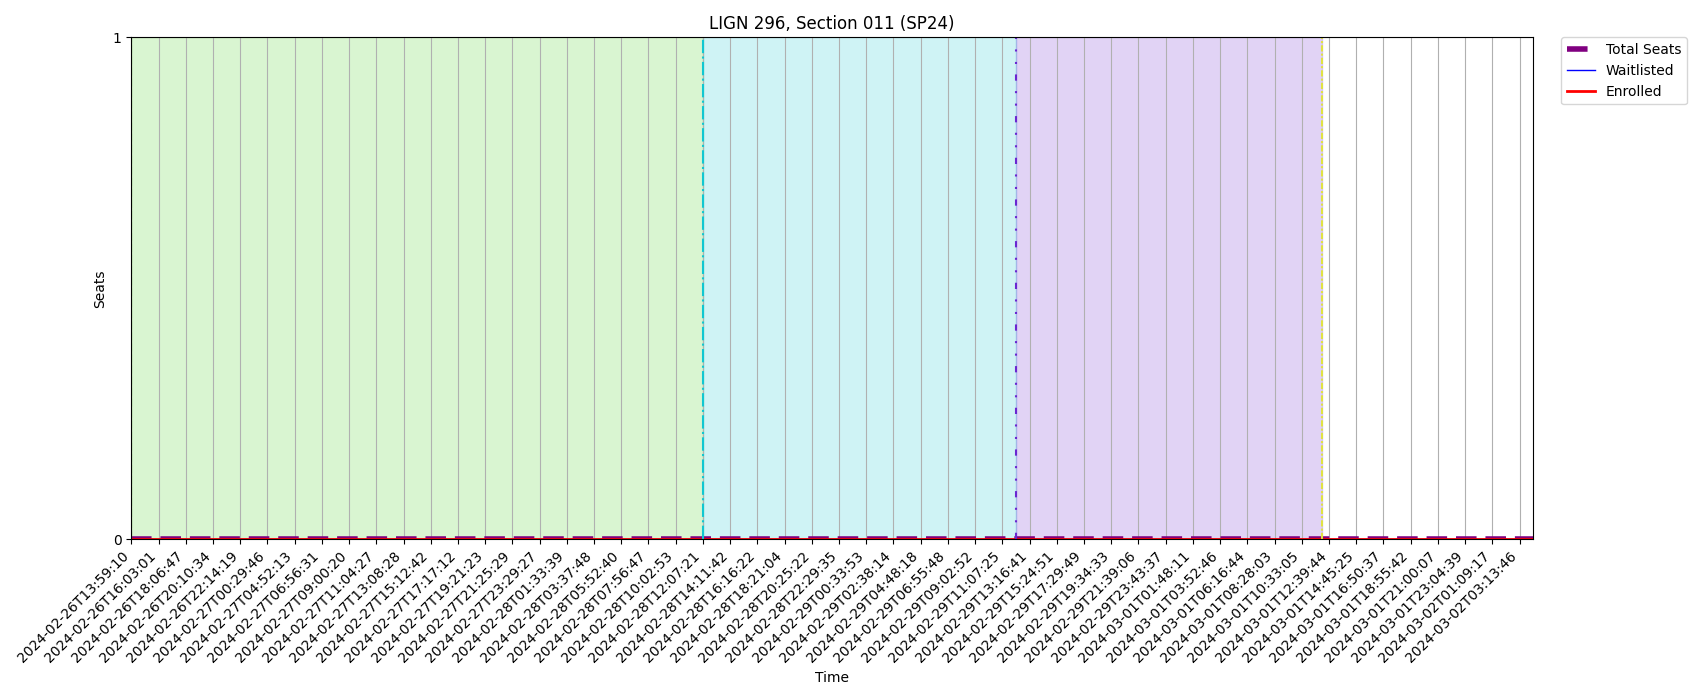 LIGN 296, Section 011 (SP24)
Total Seats
Waitlisted
Enrolled
1
0
Seats
2024-02-26T13:59:10
2024-02-26T16:03:01
2024-02-26T18:06:47
2024-02-26T20:10:34
2024-02-26T22:14:19
2024-02-27T00:29:46
2024-02-27T04:52:13
2024-02-27T06:56:31
2024-02-27T09:00:20
2024-02-27T11:04:27
2024-02-27T13:08:28
2024-02-27T15:12:42
2024-02-27T17:17:12
2024-02-27T19:21:23
2024-02-27T21:25:29
2024-02-27T23:29:27
2024-02-28T01:33:39
2024-02-28T03:37:48
2024-02-28T05:52:40
2024-02-28T07:56:47
2024-02-28T10:02:53
2024-02-28T12:07:21
2024-02-28T14:11:42
2024-02-28T16:16:22
2024-02-28T18:21:04
2024-02-28T20:25:22
2024-02-28T22:29:35
2024-02-29T00:33:53
2024-02-29T02:38:14
2024-02-29T04:48:18
2024-02-29T06:55:48
2024-02-29T09:02:52
2024-02-29T11:07:25
2024-02-29T13:16:41
2024-02-29T15:24:51
2024-02-29T17:29:49
2024-02-29T19:34:33
2024-02-29T21:39:06
2024-02-29T23:43:37
2024-03-01T01:48:11
2024-03-01T03:52:46
2024-03-01T06:16:44
2024-03-01T08:28:03
2024-03-01T10:33:05
2024-03-01T12:39:44
2024-03-01T14:45:25
2024-03-01T16:50:37
2024-03-01T18:55:42
2024-03-01T21:00:07
2024-03-01T23:04:39
2024-03-02T01:09:17
2024-03-02T03:13:46
Time